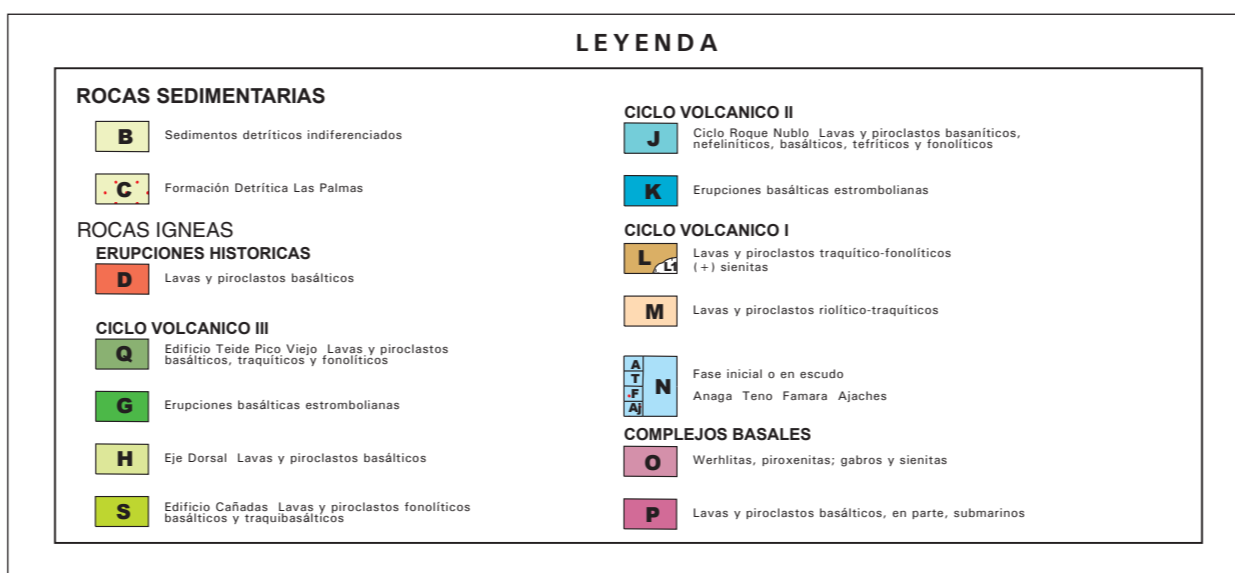 LEYENDA
ROCAS SEDIMENTARIAS
B
Sedimentos detríticos indiferenciados
C
Formación Detrítica Las Palmas
ROCAS IGNEAS
ERUPCIONES HISTORICAS
D
Lavas y piroclastos basálticos
CICLO VOLCANICO III
Q
Edificio Teide Pico Viejo Lavas y piroclastos
basálticos, traquíticos y fonolíticos
G
Erupciones basálticas estrombolianas
H
Eje Dorsal Lavas y piroclastos basálticos
S
Edificio Cañadas Lavas y piroclastos fonolíticos
basálticos y traquibasálticos
CICLO VOLCANICO II
J
Ciclo Roque Nublo Lavas y piroclastos basaníticos,
nefeliníticos, basálticos, tefríticos y fonolíticos
K
Erupciones basálticas estrombolianas
CICLO VOLCANICO I
L L1
Lavas y piroclastos traquítico-fonolíticos
(+) sienitas
M
Lavas y piroclastos riolítico-traquíticos
A
T
F
Aj
N
Fase inicial o en escudo
Anaga Teno Famara Ajaches
COMPLEJOS BASALES
O
Werhlitas, piroxenitas; gabros y sienitas
P
Lavas y piroclastos basálticos, en parte, submarinos